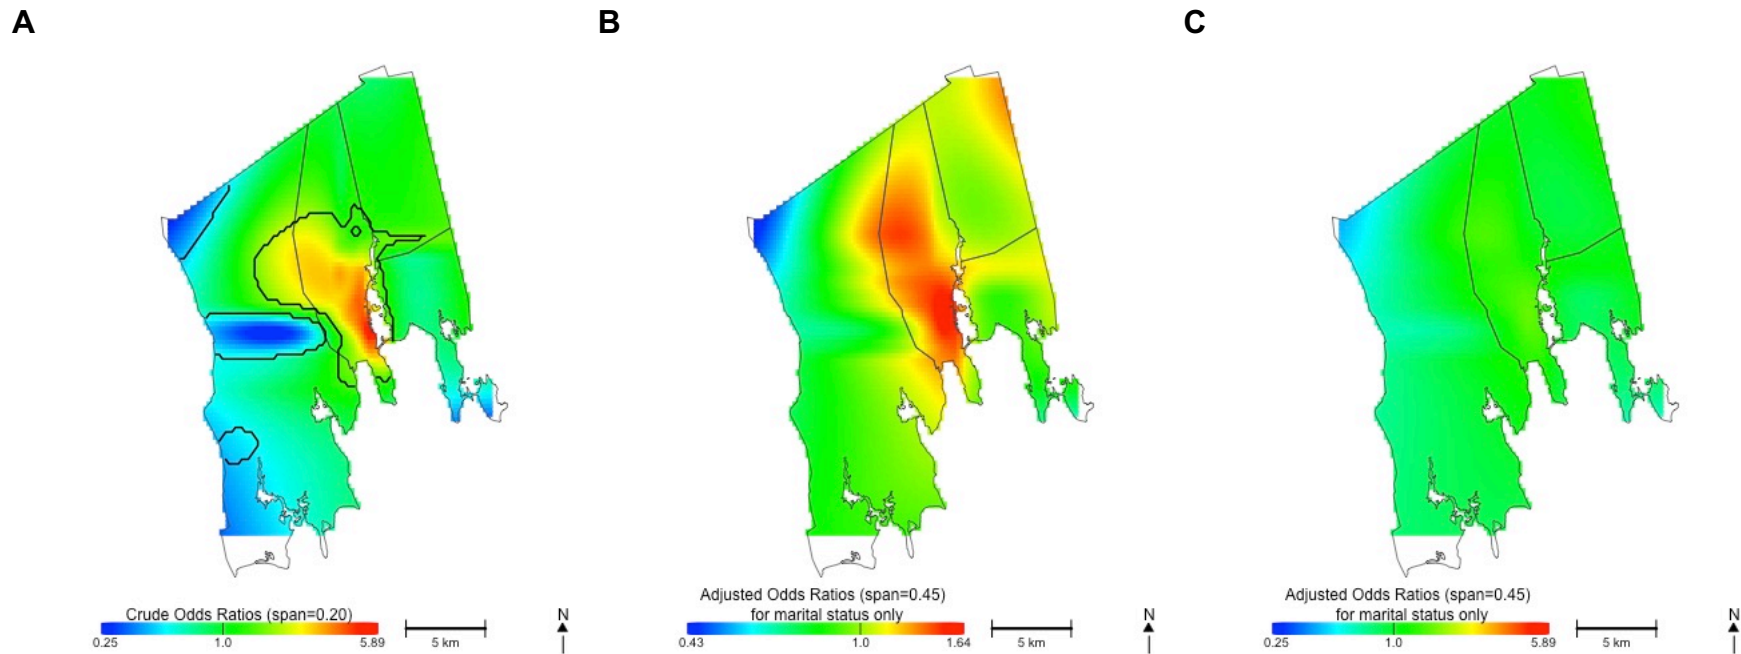 A
B
C
Crude Odds Ratios (span=0.20)
0.25 1.0 5.89
5 km
N
Adjusted Odds Ratios (span=0.45)
for marital status only
0.43 1.0 1.64
5 km
N
Adjusted Odds Ratios (span=0.45)
for marital status only
0.25 1.0 5.89
5 km
N